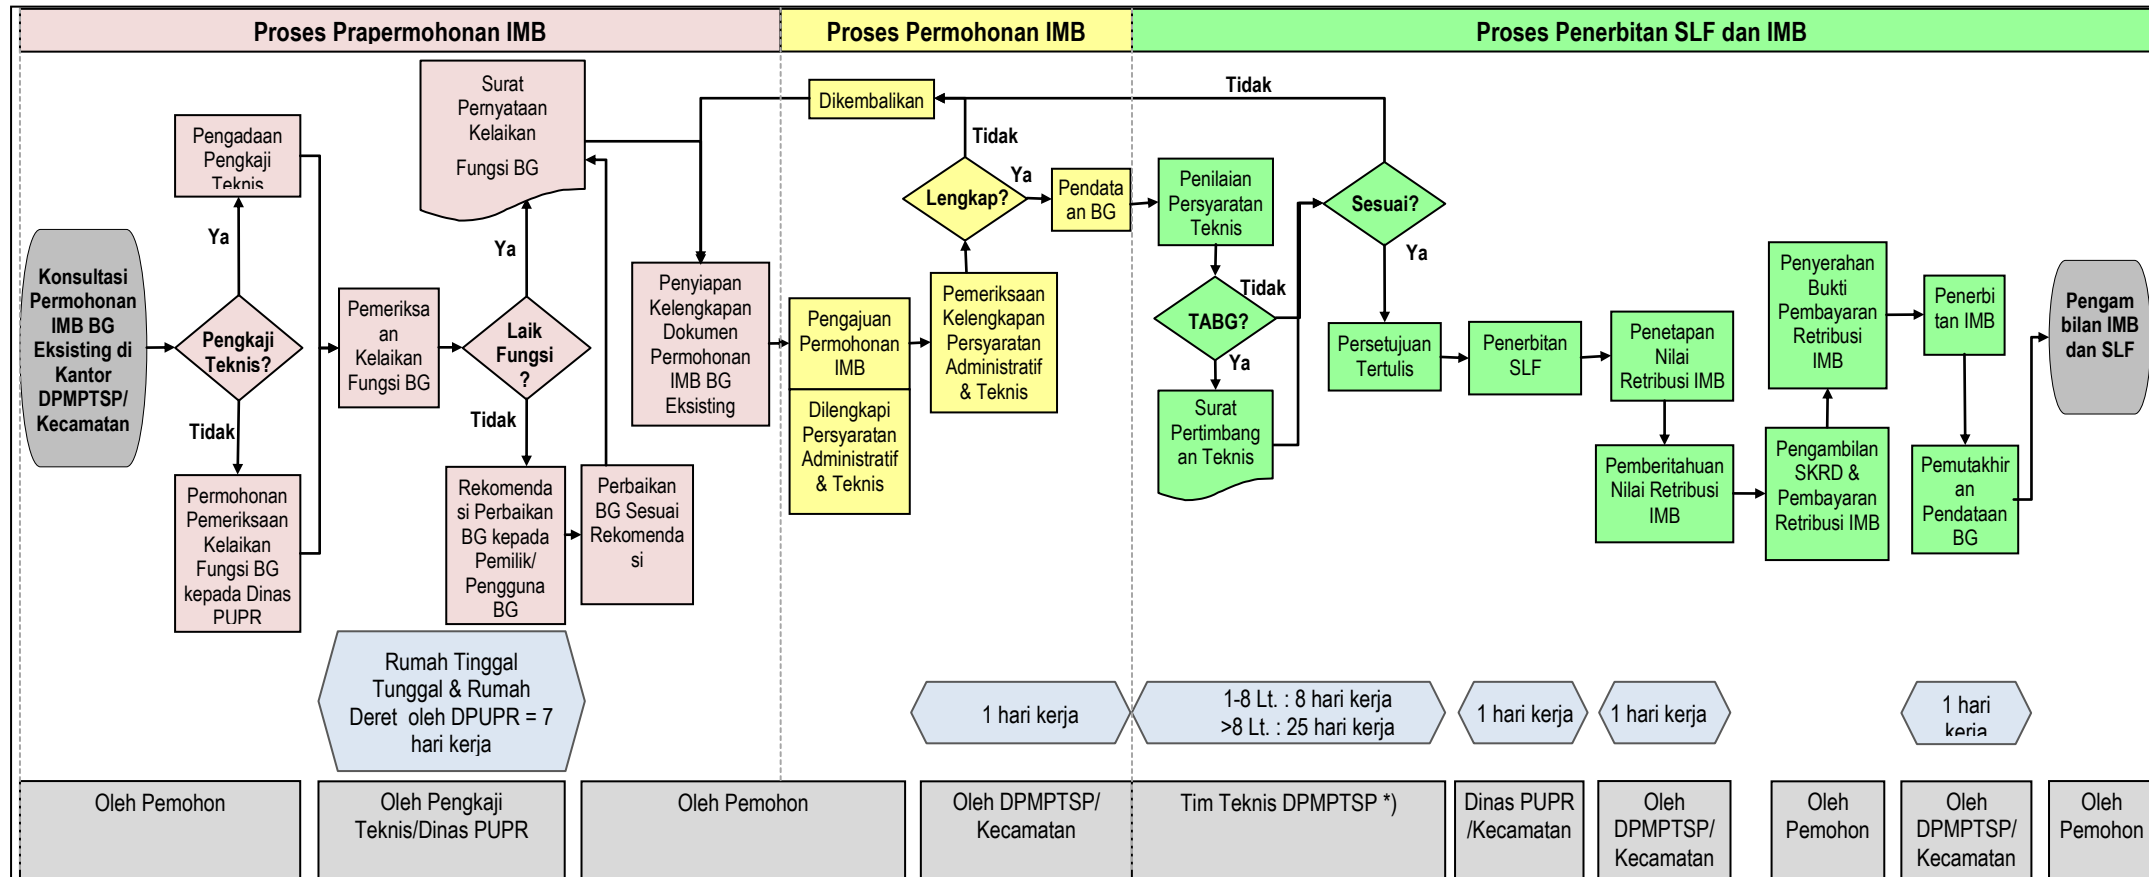 Proses Prapermohonan IMB
Proses Permohonan IMB
Proses Penerbitan SLF dan IMB
Konsultasi
Permohonan
IMB BG
Eksisting di
Kantor
DPMPTSP/
Kecamatan
Pengadaan
Pengkaji
Teknis
Ya
Pengkaji
Teknis?
Tidak
Permohonan
Pemeriksaan
Kelaikan
Fungsi BG
kepada Dinas
PUPR
Pemeriksa
an
Kelaikan
Fungsi BG
Surat
Pernyataan
Kelaikan
Fungsi BG
Ya
Laik
Fungsi
?
Tidak
Rekomenda
si Perbaikan
BG kepada
Pemilik/
Pengguna
BG
Perbaikan
BG Sesuai
Rekomenda
si
Penyiapan
Kelengkapan
Dokumen
Permohonan
IMB BG
Eksisting
Dikembalikan
Pengajuan
Permohonan
IMB
Dilengkapi
Persyaratan
Administratif
& Teknis
Tidak
Lengkap?
Ya
Pemeriksaan
Kelengkapan
Persyaratan
Administratif
& Teknis
Pendata
an BG
Tidak
Penilaian
Persyaratan
Teknis
Tidak
TABG?
Ya
Surat
Pertimbang
an Teknis
Sesuai?
Ya
Persetujuan
Tertulis
Penerbitan
SLF
Penetapan
Nilai
Retribusi IMB
Pemberitahuan
Nilai Retribusi
IMB
Penyerahan
Bukti
Pembayaran
Retribusi
IMB
Pengambilan
SKRD &
Pembayaran
Retribusi IMB
Penerbi
tan IMB
Pemutakhir
an
Pendataan
BG
Pengam
bilan IMB
dan SLF
Rumah Tinggal
Tunggal & Rumah
Deret oleh DPUPR = 7
hari kerja
1 hari kerja
1-8 Lt. : 8 hari kerja
>8 Lt. : 25 hari kerja
1 hari kerja
1 hari kerja
1 hari
kerja
Oleh Pemohon
Oleh Pengkaji
Teknis/Dinas PUPR
Oleh Pemohon
Oleh DPMPTSP/
Kecamatan
Tim Teknis DPMPTSP *)
Dinas PUPR
/Kecamatan
Oleh
DPMPTSP/
Kecamatan
Oleh
Pemohon
Oleh
DPMPTSP/
Kecamatan
Oleh
Pemohon